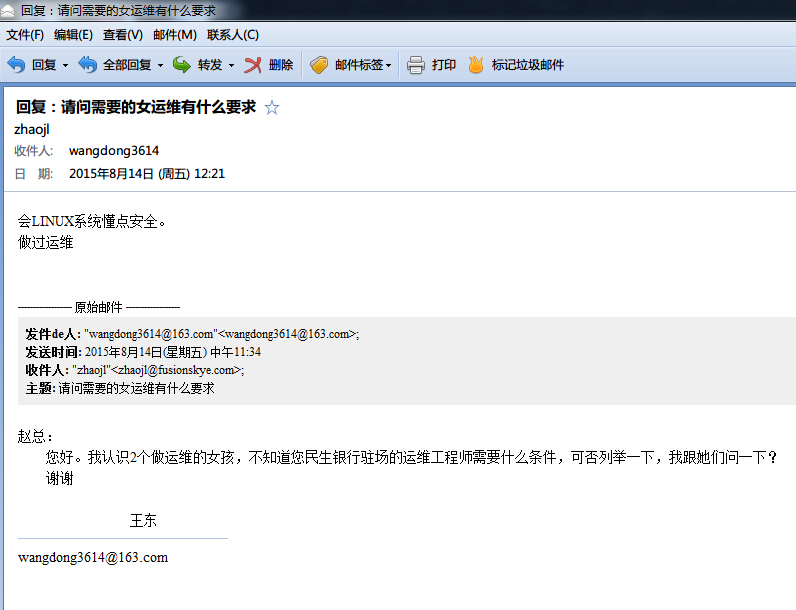 回复：请问需要的女运维有什么要求
文件(F) 编辑(E) 查看(V) 邮件(M) 联系人(C)
回复 全部回复 转发 删除 邮件标签 打印 标记垃圾邮件
回复：请问需要的女运维有什么要求
zhaojl
收件人: wangdong3614
日 期: 2015年8月14日 (周五) 12:21
会LINUX系统懂点安全。
做过运维
------------------ 原始邮件 ------------------
发件de人: "wangdong3614@163.com"<wangdong3614@163.com>;
发送时间: 2015年8月14日(星期五) 中午11:34
收件人: "zhaojl"<zhaojl@fusionskye.com>;
主题: 请问需要的女运维有什么要求
赵总：
您好。我认识2个做运维的女孩，不知道您民生银行驻场的运维工程师需要什么条件，可否列举一下，我跟她们问一下？
谢谢
王东
wangdong3614@163.com